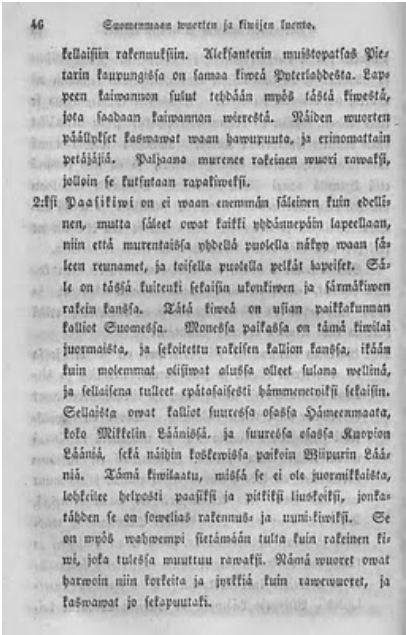 46 Suomenmaan wuorten ja kiwijen luonto.
kellaisiin rakennuksiin. Aleksanterin muistopatsas Pie-
tarin kaupungissa on samaa kiweä Pyterlahdesta. Lap-
peen kaiwannon sulut tehdään myös tästä kiwestä,
jota saadaan kaiwannon wierestä. Näiden wuorten
päällykset kaswawat waan hawupuuta, ja erinomattain
petäjäjiä. Paljaana murenee rakeinen wuori rawaksi,
jolloin se kutsutaan rapakiweksi.
2:ksi Paasikiwi on ei waan enemmän säleinen kuin edelli-
nen, mutta säleet owat kaikki yhdännepäin lapeellaan,
niin että murentaissa yhdellä puolella näkyy waan sä-
leen reunamet, ja toisella puolella pelkät lapeiset. Sä-
le on tässä kuitenki sekaisin ukonkiwen ja särmäkiwen
rakein kanssa. Tätä kiweä on usian paikkakunnan
kalliot Suomessa. Monessa paikassa on tämä kiwilai
juormaista, ja sekoitettu rakeisen kallion kanssa, ikään
kuin molemmat olisiwat alussa olleet sulana wellinä,
ja sellaisena tulleet epätasaisesti hämmenetyiksi sekaisin.
Sellaista owat kalliot suuressa osassa Hämeenmaata,
koko Mikkelin Läänissä, ja suuressa osassa Kuopion
Lääniä, sekä näihin koskewissa paikoin Wiipurin Lää-
niä. Tämä kiwilaatu, missä se ei ole juormikkaista,
lohkeilee helposti paasiksi ja pitkiksi liuskoiksi, jonka-
tähden se on sowelias rakennus- ja uuni-kiwiksi. Se
on myös wahwempi sietämään tulta kuin rakeinen ki-
wi, joka tulessa muuttuu rawaksi. Nämä wuoret owat
harwoin niin korkeita ja jyrkkiä kuin rawewuoret, ja
kaswawat jo sekapuutaki.